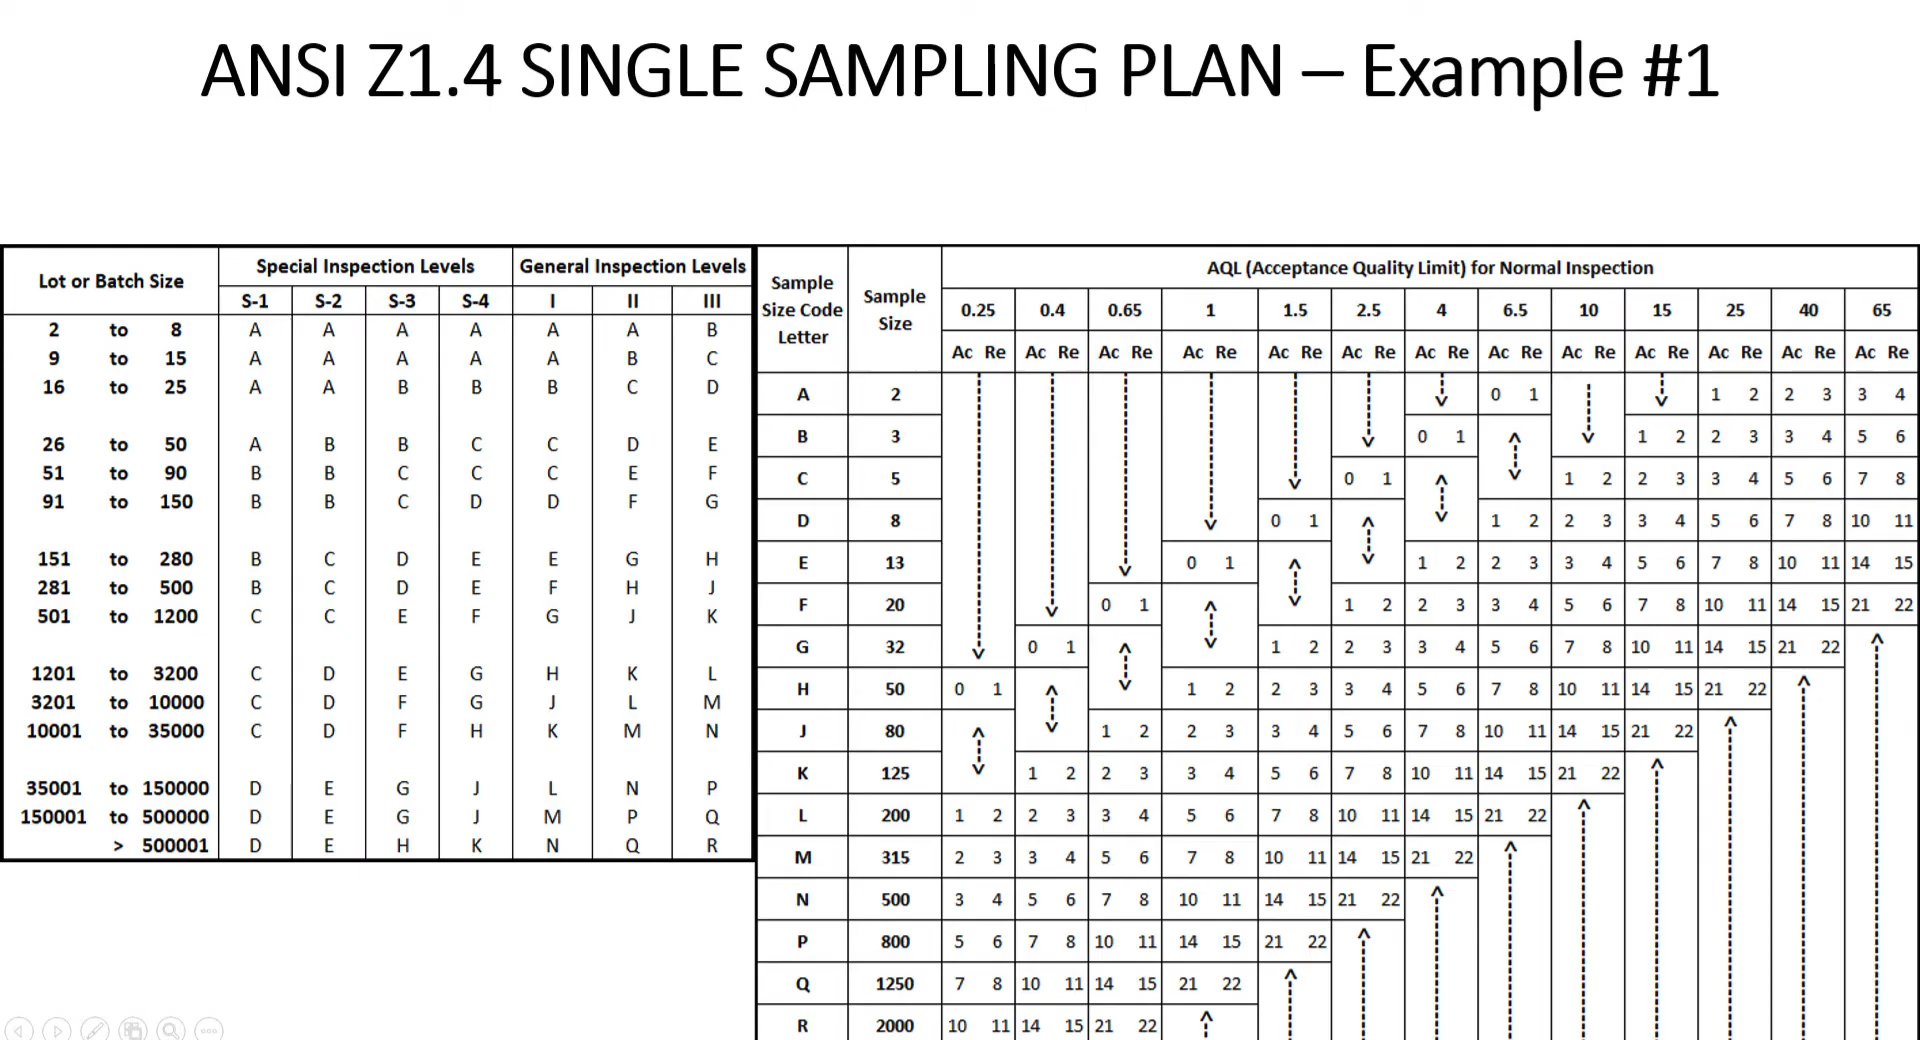 ANSI Z1.4 SINGLE SAMPLING PLAN – Example #1
Lot or Batch Size Special Inspection Levels General Inspection Levels
S-1 S-2 S-3 S-4 I II III
2 to 8 A A A A A A B
9 to 15 A A A A A B C
16 to 25 A A B B B C D
26 to 50 A B B C C D E
51 to 90 B B C C C E F
91 to 150 B B C D D F G
151 to 280 B C D E E G H
281 to 500 B C D E F H J
501 to 1200 C C E F G J K
1201 to 3200 C D E G H K L
3201 to 10000 C D F G J L M
10001 to 35000 C D F H K M N
35001 to 150000 D E G J L N P
150001 to 500000 D E G J M P Q
> 500001 D E H K N Q R
Sample Size Code Letter Sample Size AQL (Acceptance Quality Limit) for Normal Inspection
0.25 0.4 0.65 1 1.5 2.5 4 6.5 10 15 25 40 65
Ac Re Ac Re Ac Re Ac Re Ac Re Ac Re Ac Re Ac Re Ac Re Ac Re Ac Re Ac Re Ac Re
A 2 0 1 1 2 2 3 3 4
B 3 0 1 1 2 2 3 3 4 5 6
C 5 0 1 1 2 2 3 3 4 5 6 7 8
D 8 0 1 1 2 2 3 3 4 5 6 7 8 10 11
E 13 0 1 1 2 2 3 3 4 5 6 7 8 10 11 14 15
F 20 0 1 1 2 2 3 3 4 5 6 7 8 10 11 14 15 21 22
G 32 0 1 1 2 2 3 3 4 5 6 7 8 10 11 14 15 21 22
H 50 0 1 1 2 2 3 3 4 5 6 7 8 10 11 14 15 21 22
J 80 1 2 2 3 3 4 5 6 7 8 10 11 14 15 21 22
K 125 1 2 2 3 3 4 5 6 7 8 10 11 14 15 21 22
L 200 1 2 2 3 3 4 5 6 7 8 10 11 14 15 21 22
M 315 2 3 3 4 5 6 7 8 10 11 14 15 21 22
N 500 3 4 5 6 7 8 10 11 14 15 21 22
P 800 5 6 7 8 10 11 14 15 21 22
Q 1250 7 8 10 11 14 15 21 22
R 2000 10 11 14 15 21 22